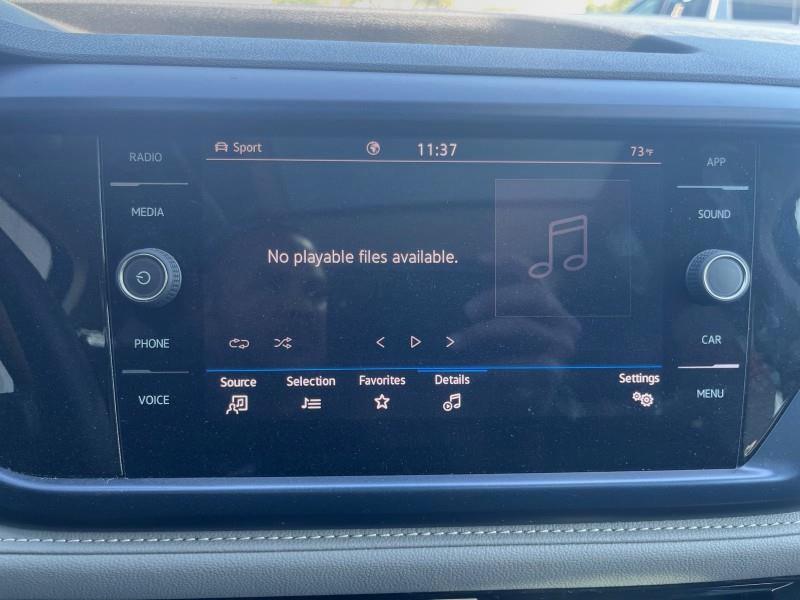 RADIO
MEDIA
PHONE
VOICE
Sport 11:37 73°F
No playable files available.
Source Selection Favorites Details Settings
APP
SOUND
CAR
MENU